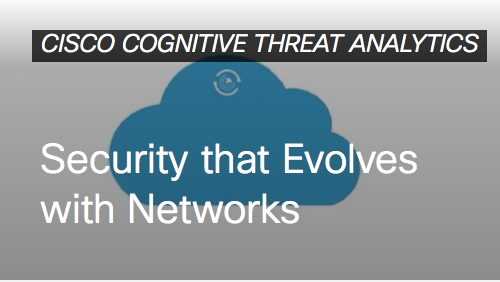 CISCO COGNITIVE THREAT ANALYTICS
Security that Evolves
with Networks